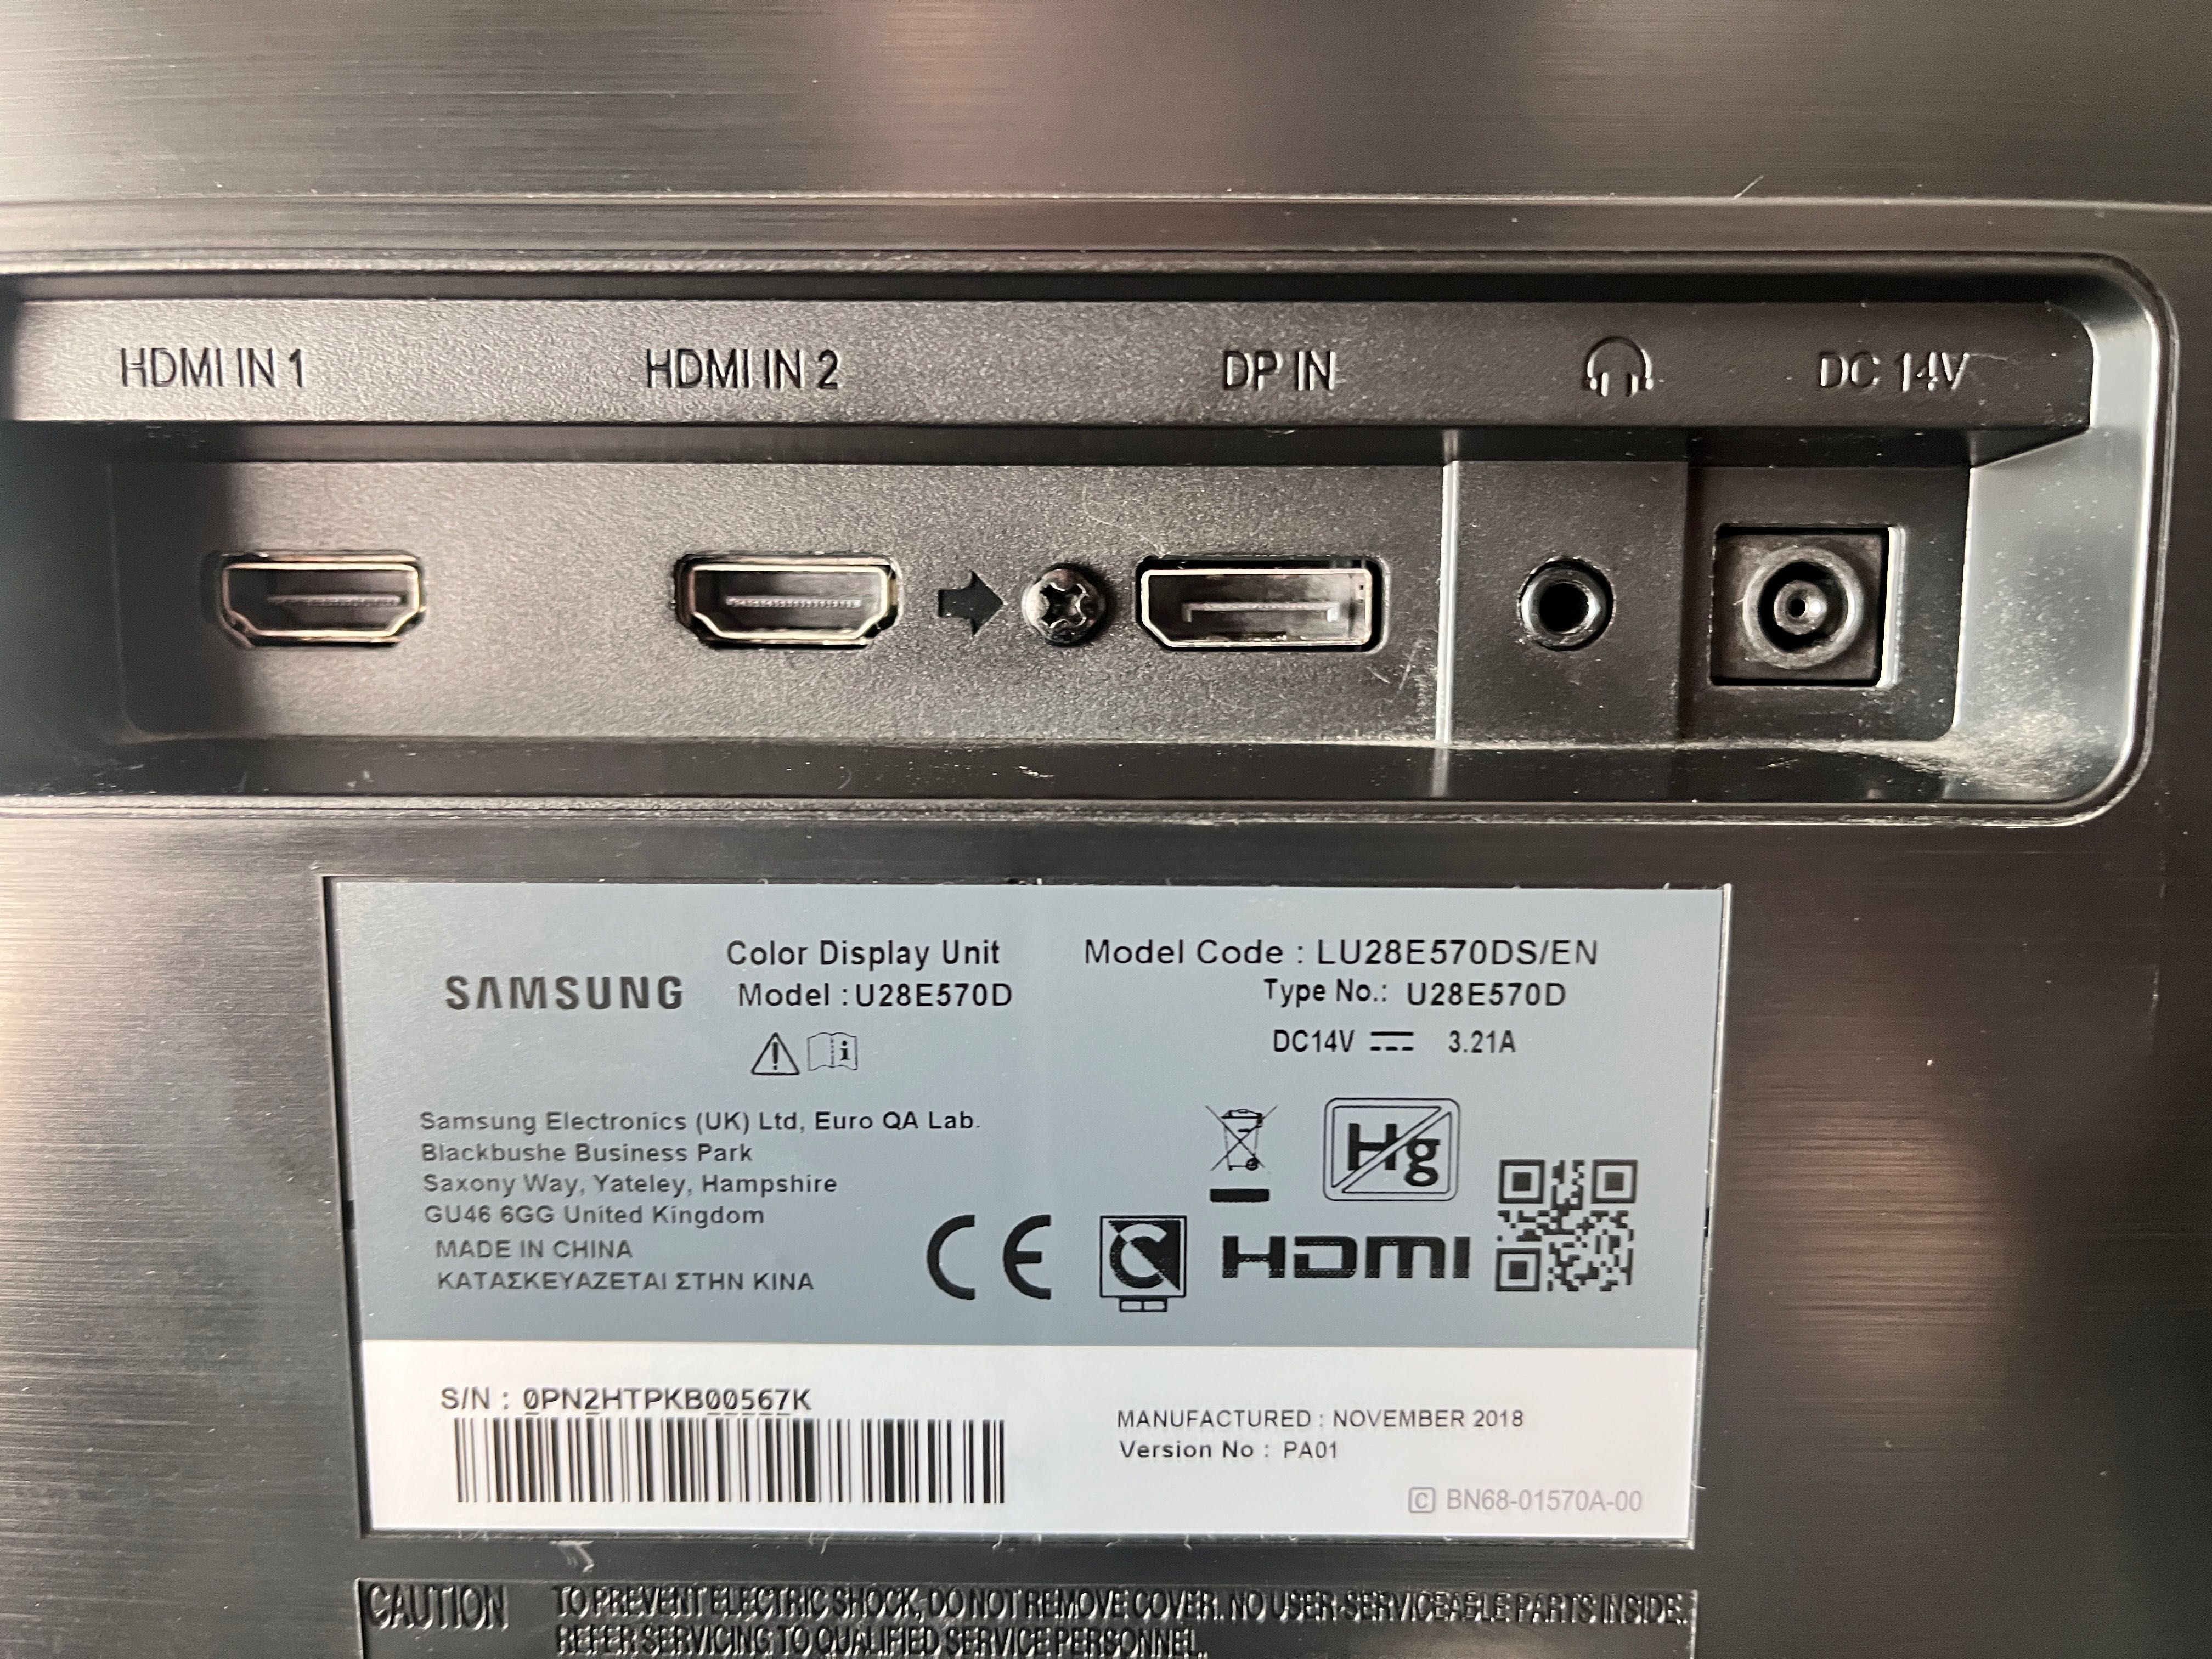 HDMI IN 1 HDMI IN 2 DP IN DC 14V
SAMSUNG
Color Display Unit
Model :U28E570D
Model Code : LU28E570DS/EN
Type No.: U28E570D
DC14V 3.21A
Samsung Electronics (UK) Ltd, Euro QA Lab.
Blackbushe Business Park
Saxony Way, Yateley, Hampshire
GU46 6GG United Kingdom
MADE IN CHINA
ΚΑΤΑΣΚΕΥΑΖΕΤΑΙ ΣΤΗΝ ΚΙΝΑ
Hg
CE
HDMI
S/N : 0PN2HTPKB00567K
MANUFACTURED : NOVEMBER 2018
Version No : PA01
C BN68-01570A-00
CAUTION TO PREVENT ELECTRIC SHOCK, DO NOT REMOVE COVER. NO USER-SERVICEABLE PARTS INSIDE.
REFER SERVICING TO QUALIFIED SERVICE PERSONNEL.